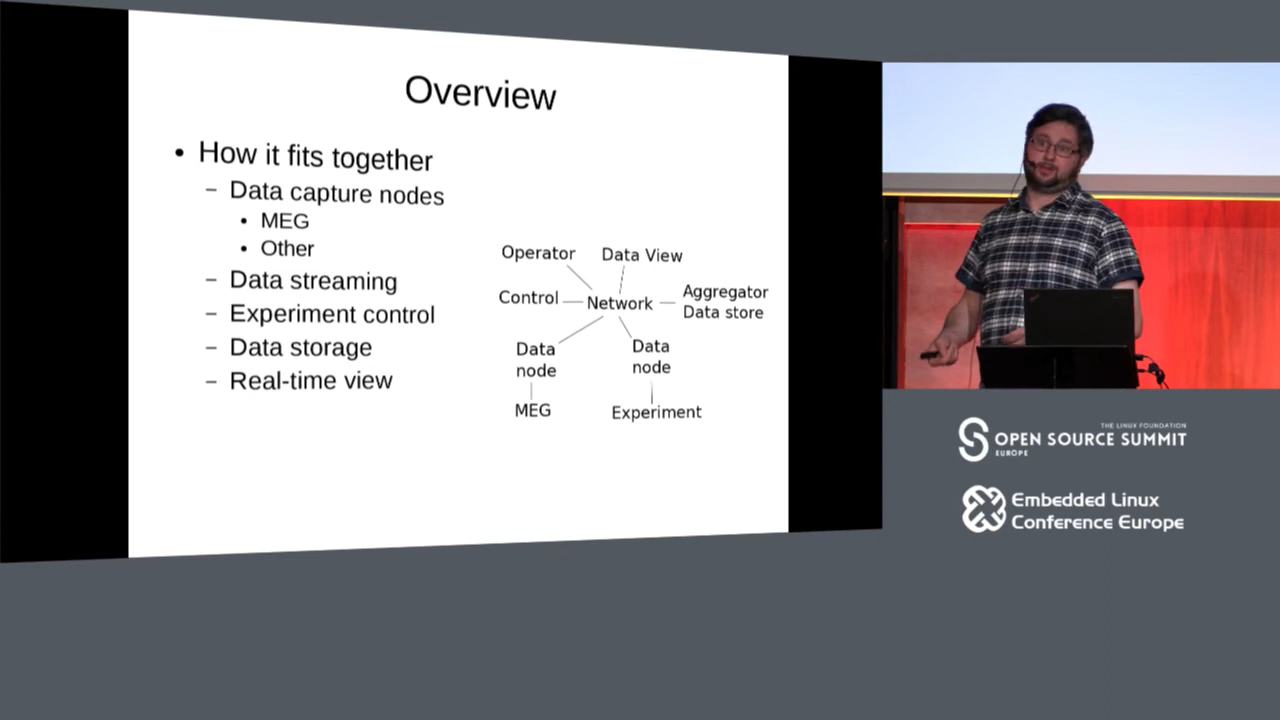 Overview
• How it fits together
– Data capture nodes
• MEG
• Other
– Data streaming
– Experiment control
– Data storage
– Real-time view
Operator
Data View
Control
Network
Aggregator
Data store
Data
node
Data
node
MEG
Experiment
THE LINUX FOUNDATION
OPEN SOURCE SUMMIT
EUROPE
Embedded Linux
Conference Europe